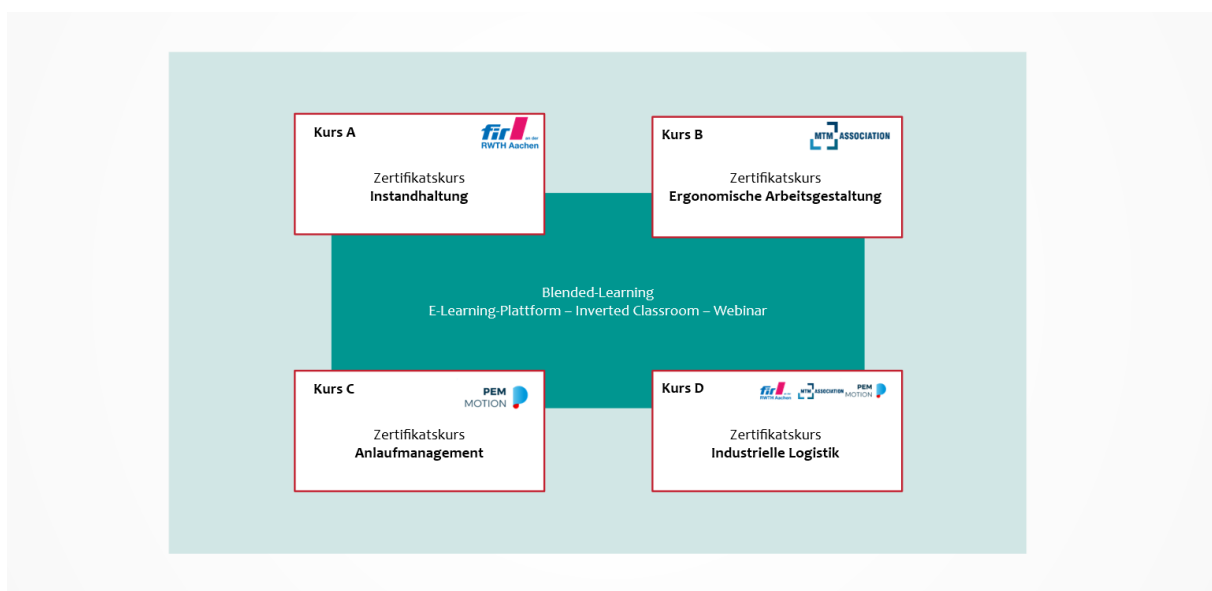 Kurs A
fir an der
RWTH Aachen
Zertifikatskurs
Instandhaltung
Kurs B
MTM ASSOCIATION
Zertifikatskurs
Ergonomische Arbeitsgestaltung
Blended-Learning
E-Learning-Plattform – Inverted Classroom – Webinar
Kurs C
PEM
MOTION
Zertifikatskurs
Anlaufmanagement
Kurs D
fir
RWTH Aachen
MTM ASSOCIATION
PEM
MOTION
Zertifikatskurs
Industrielle Logistik